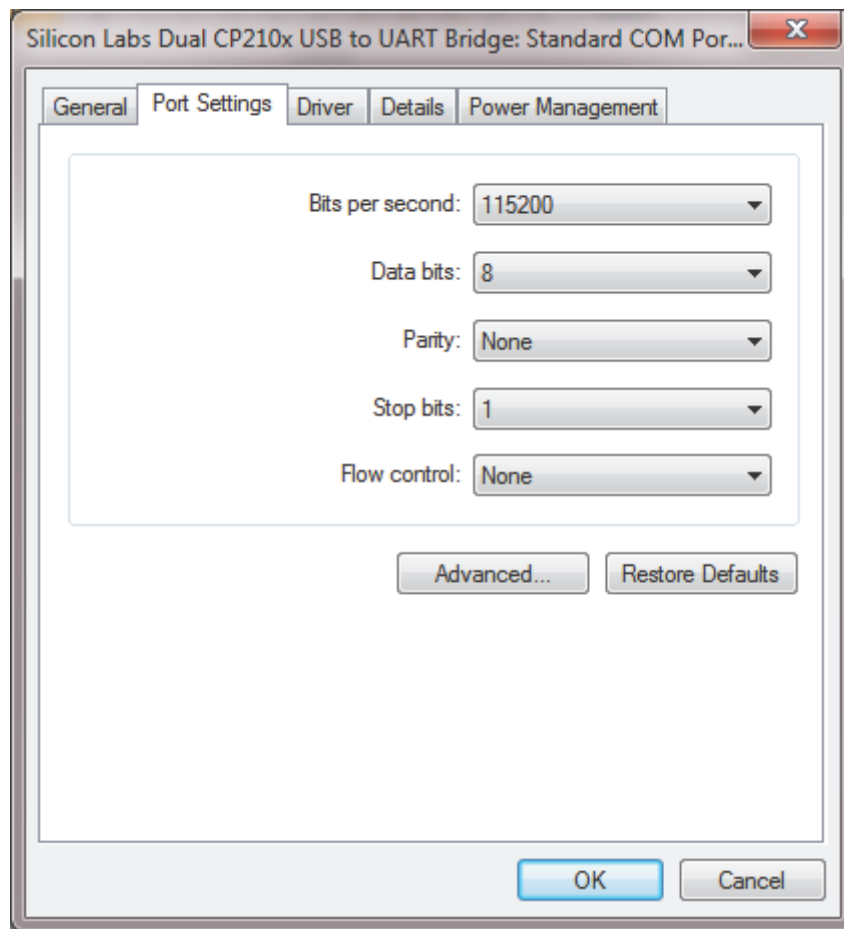 Silicon Labs Dual CP210x USB to UART Bridge: Standard COM Por...
General Port Settings Driver Details Power Management
Bits per second: 115200
Data bits: 8
Parity: None
Stop bits: 1
Flow control: None
Advanced... Restore Defaults
OK Cancel